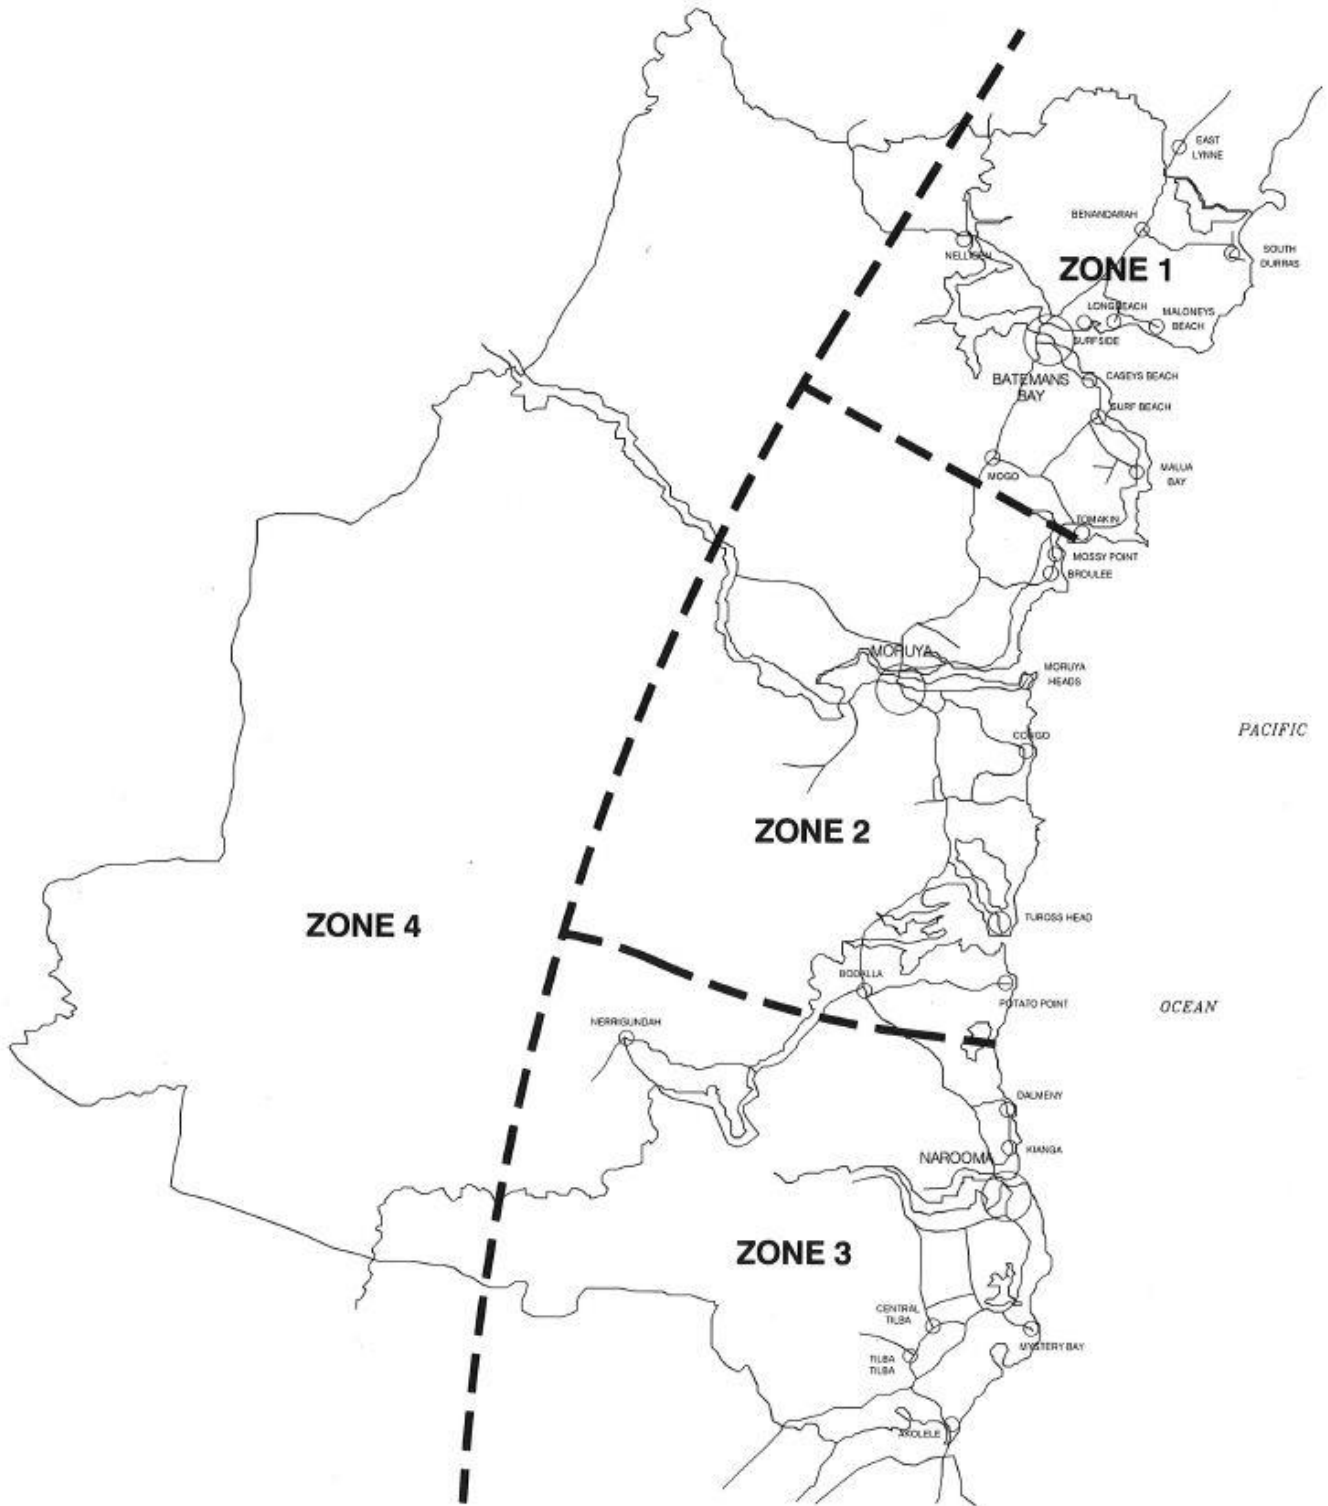 EAST
LYNNE
BENANDARAH
SOUTH
DURRAS
NELLIGEN
ZONE 1
LONG BEACH
MALONEYS
BEACH
SURFSIDE
BATEMANS
BAY
CASEYS BEACH
SURF BEACH
MALUA
BAY
MOGO
TOMAKIN
MOSSY POINT
BROULEE
MORUYA
MORUYA
HEADS
CONGO
PACIFIC
ZONE 2
ZONE 4
TUROSS HEAD
BODALLA
POTATO POINT
OCEAN
NERRIGUNDAH
DALMENY
KIANGA
NAROOMA
ZONE 3
CENTRAL
TILBA
MYSTERY BAY
TILBA
TILBA
AKOLELE